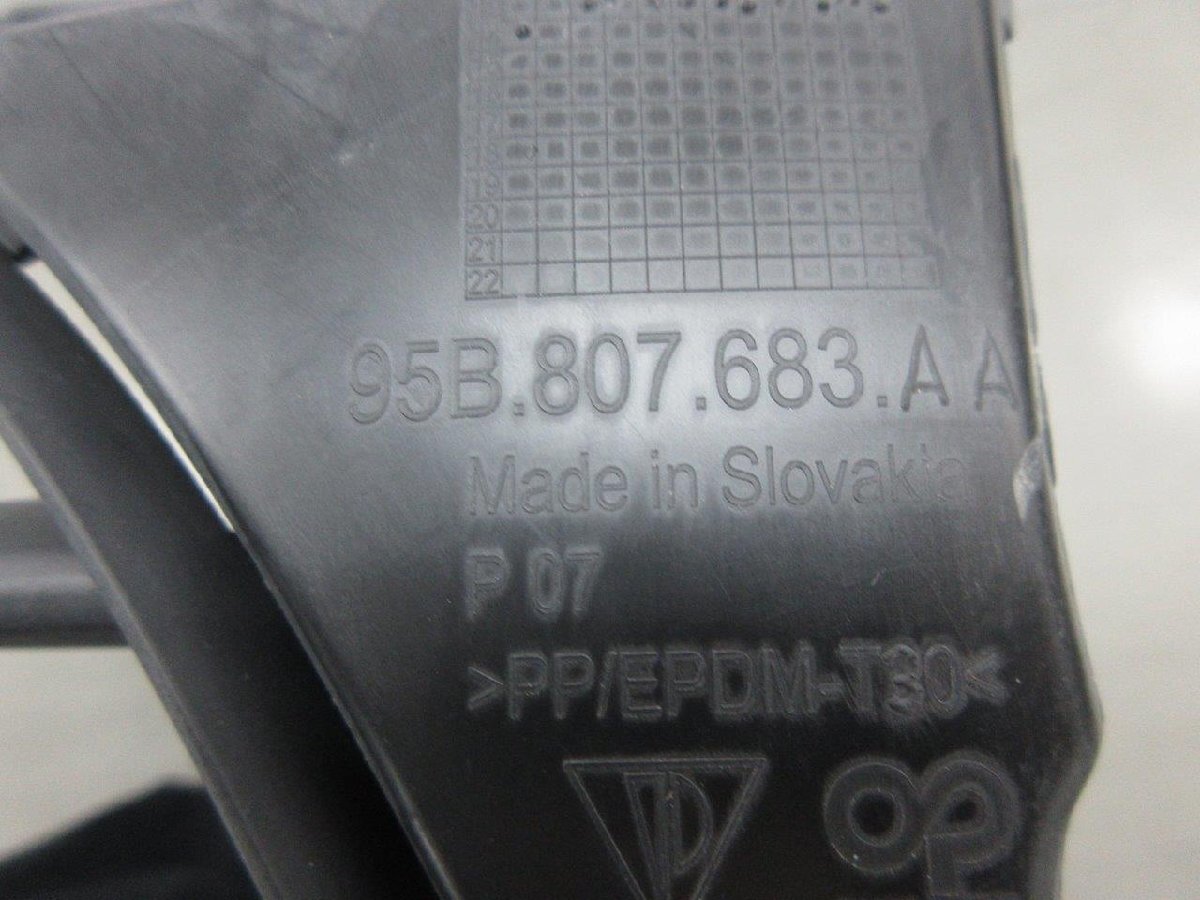 19
20
21
22
95B.807.683.A A
Made in Slovakia
P 07
>PP/EPDM-T30<